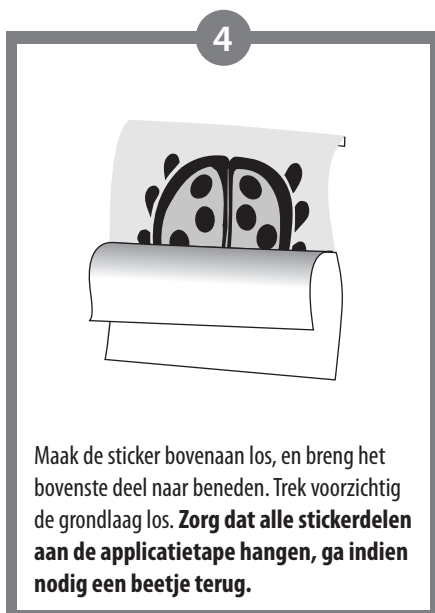 4
Maak de sticker bovenaan los, en breng het
bovenste deel naar beneden. Trek voorzichtig
de grondlaag los. Zorg dat alle stickerdelen
aan de applicatietape hangen, ga indien
nodig een beetje terug.